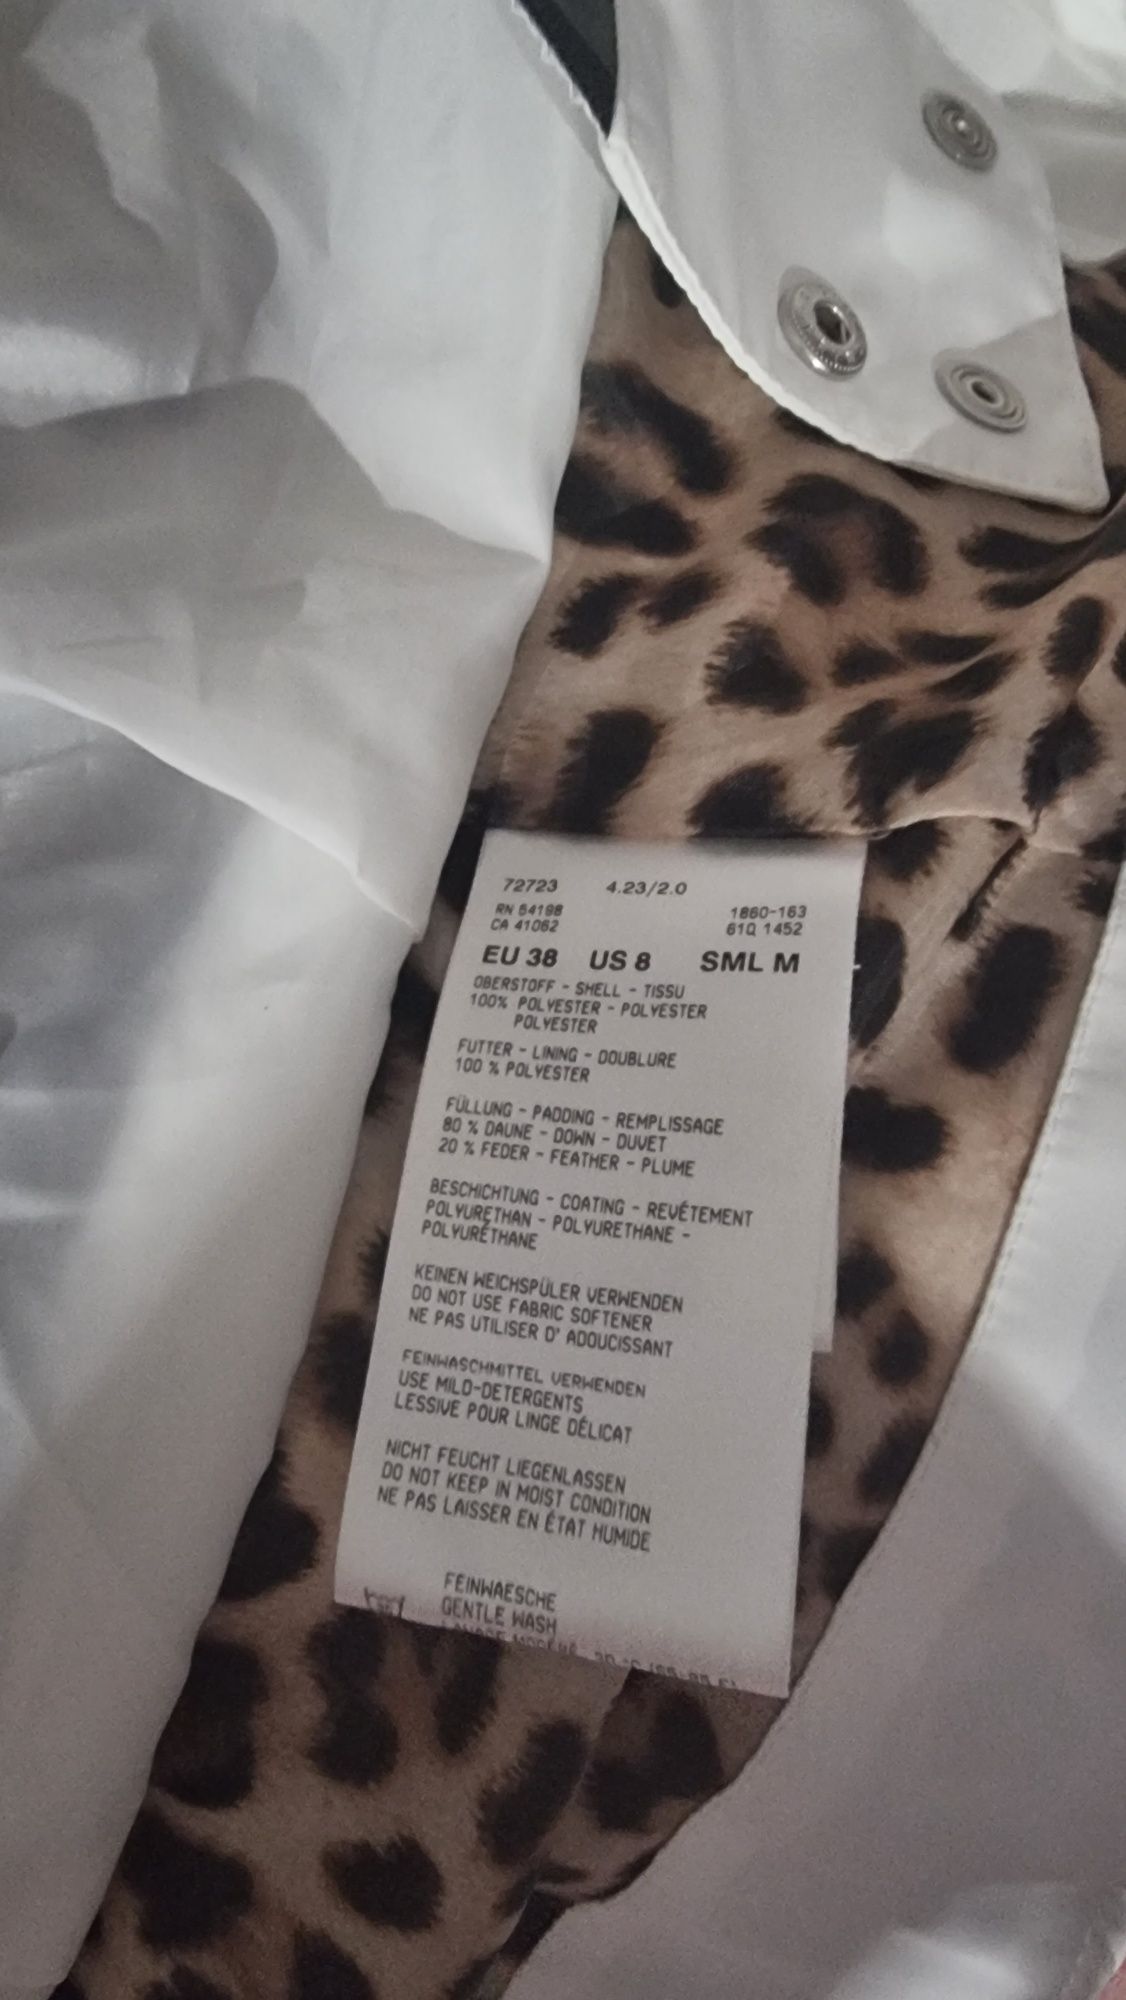 72723 4.23/2.0
RN 54198 1860-163
CA 41062 61Q 1452
EU 38 US 8 SML M
OBERSTOFF - SHELL - TISSU
100% POLYESTER - POLYESTER
POLYESTER
FUTTER - LINING - DOUBLURE
100 % POLYESTER
FÜLLUNG - PADDING - REMPLISSAGE
80 % DAUNE - DOWN - DUVET
20 % FEDER - FEATHER - PLUME
BESCHICHTUNG - COATING - REVÊTEMENT
POLYURETHAN - POLYURETHANE -
POLYURÉTHANE
KEINEN WEICHSPÜLER VERWENDEN
DO NOT USE FABRIC SOFTENER
NE PAS UTILISER D' ADOUCISSANT
FEINWASCHMITTEL VERWENDEN
USE MILD-DETERGENTS
LESSIVE POUR LINGE DÉLICAT
NICHT FEUCHT LIEGENLASSEN
DO NOT KEEP IN MOIST CONDITION
NE PAS LAISSER EN ÉTAT HUMIDE
FEINWAESCHE
GENTLE WASH